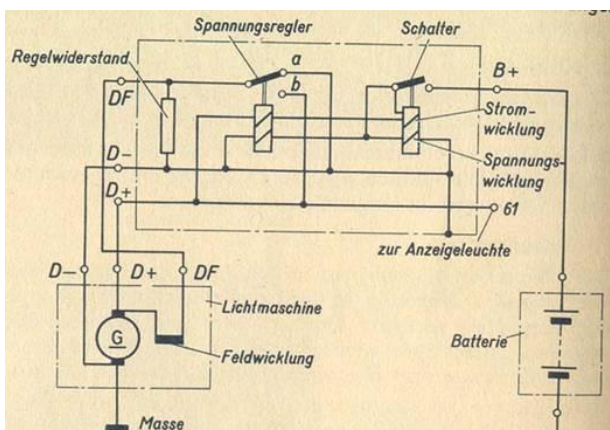 Spannungsregler
Schalter
Regelwiderstand
a
B+
DF
b
Strom-
wicklung
D-
Spannungs-
wicklung
D+
61
zur Anzeigeleuchte
D- D+ DF
Lichtmaschine
G
Batterie
Feldwicklung
Masse